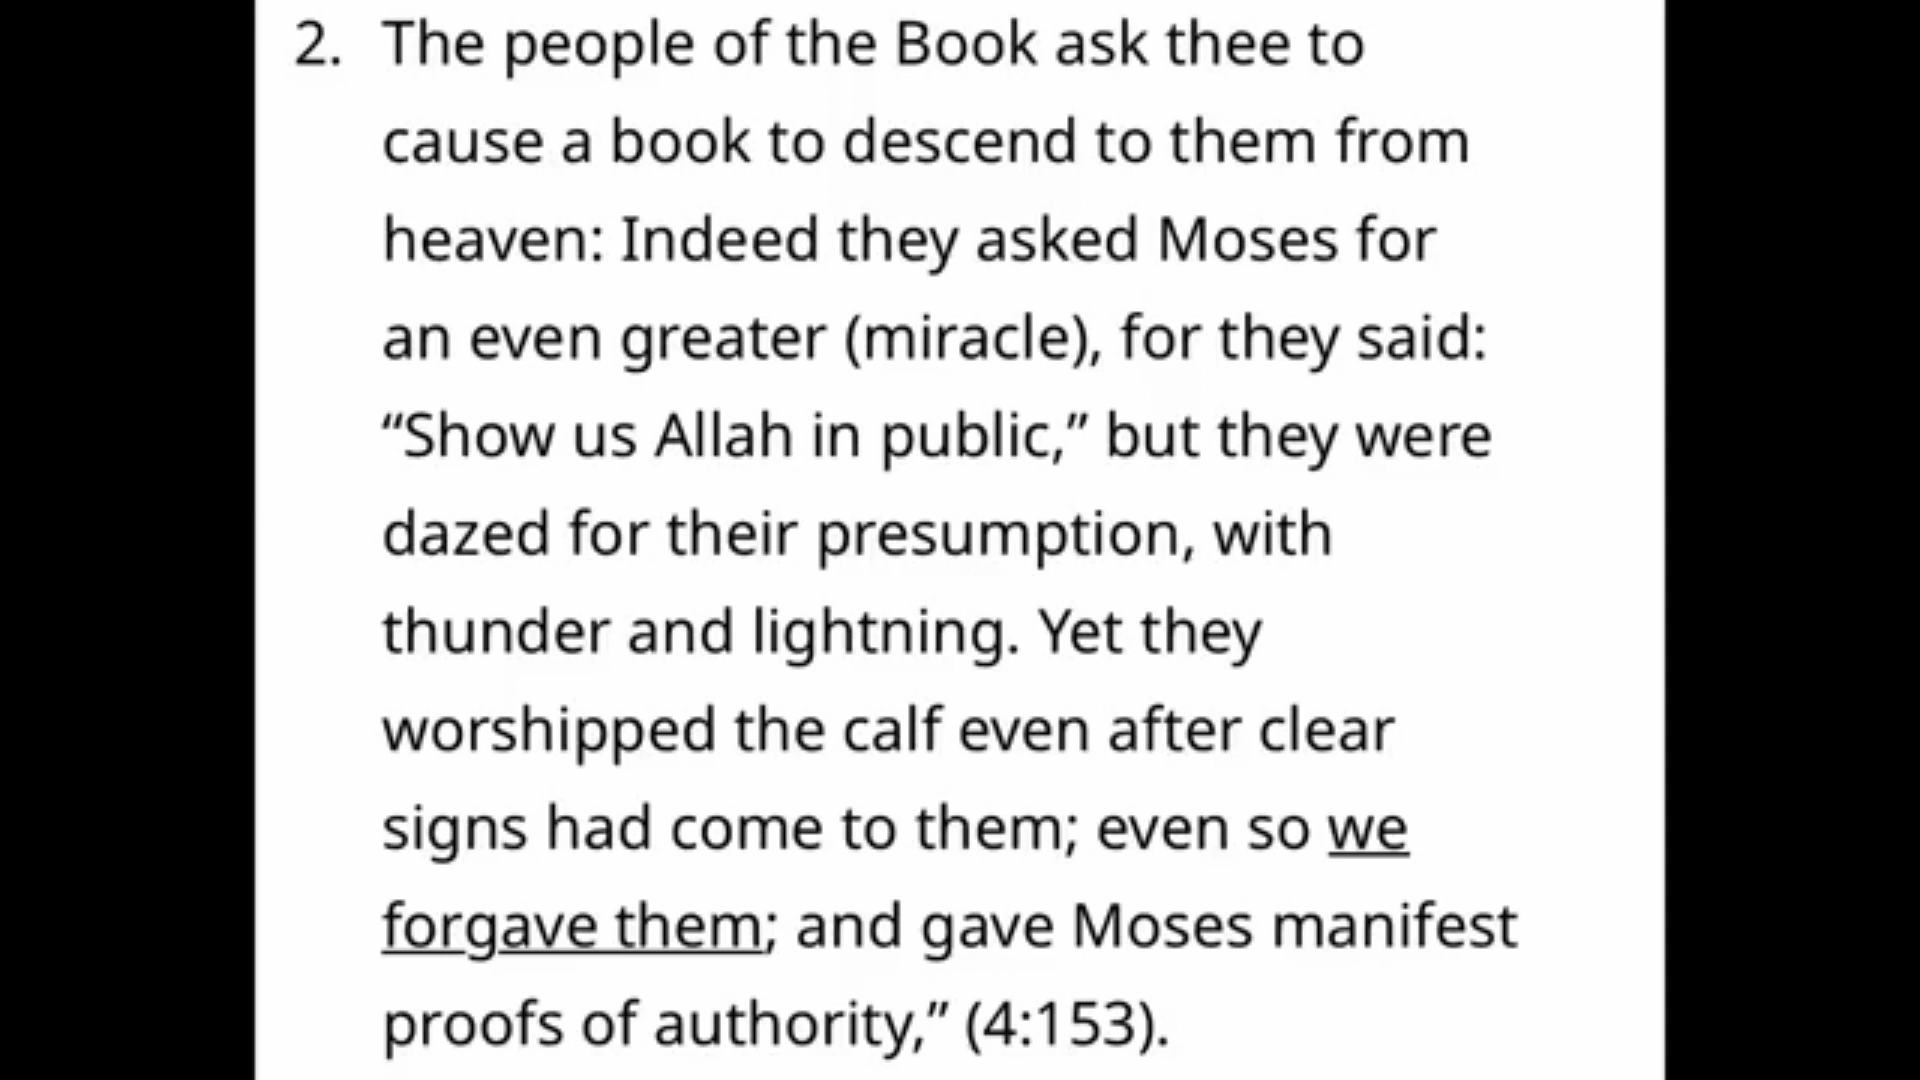 2. The people of the Book ask thee to
cause a book to descend to them from
heaven: Indeed they asked Moses for
an even greater (miracle), for they said:
“Show us Allah in public,” but they were
dazed for their presumption, with
thunder and lightning. Yet they
worshipped the calf even after clear
signs had come to them; even so we
forgave them; and gave Moses manifest
proofs of authority,” (4:153).